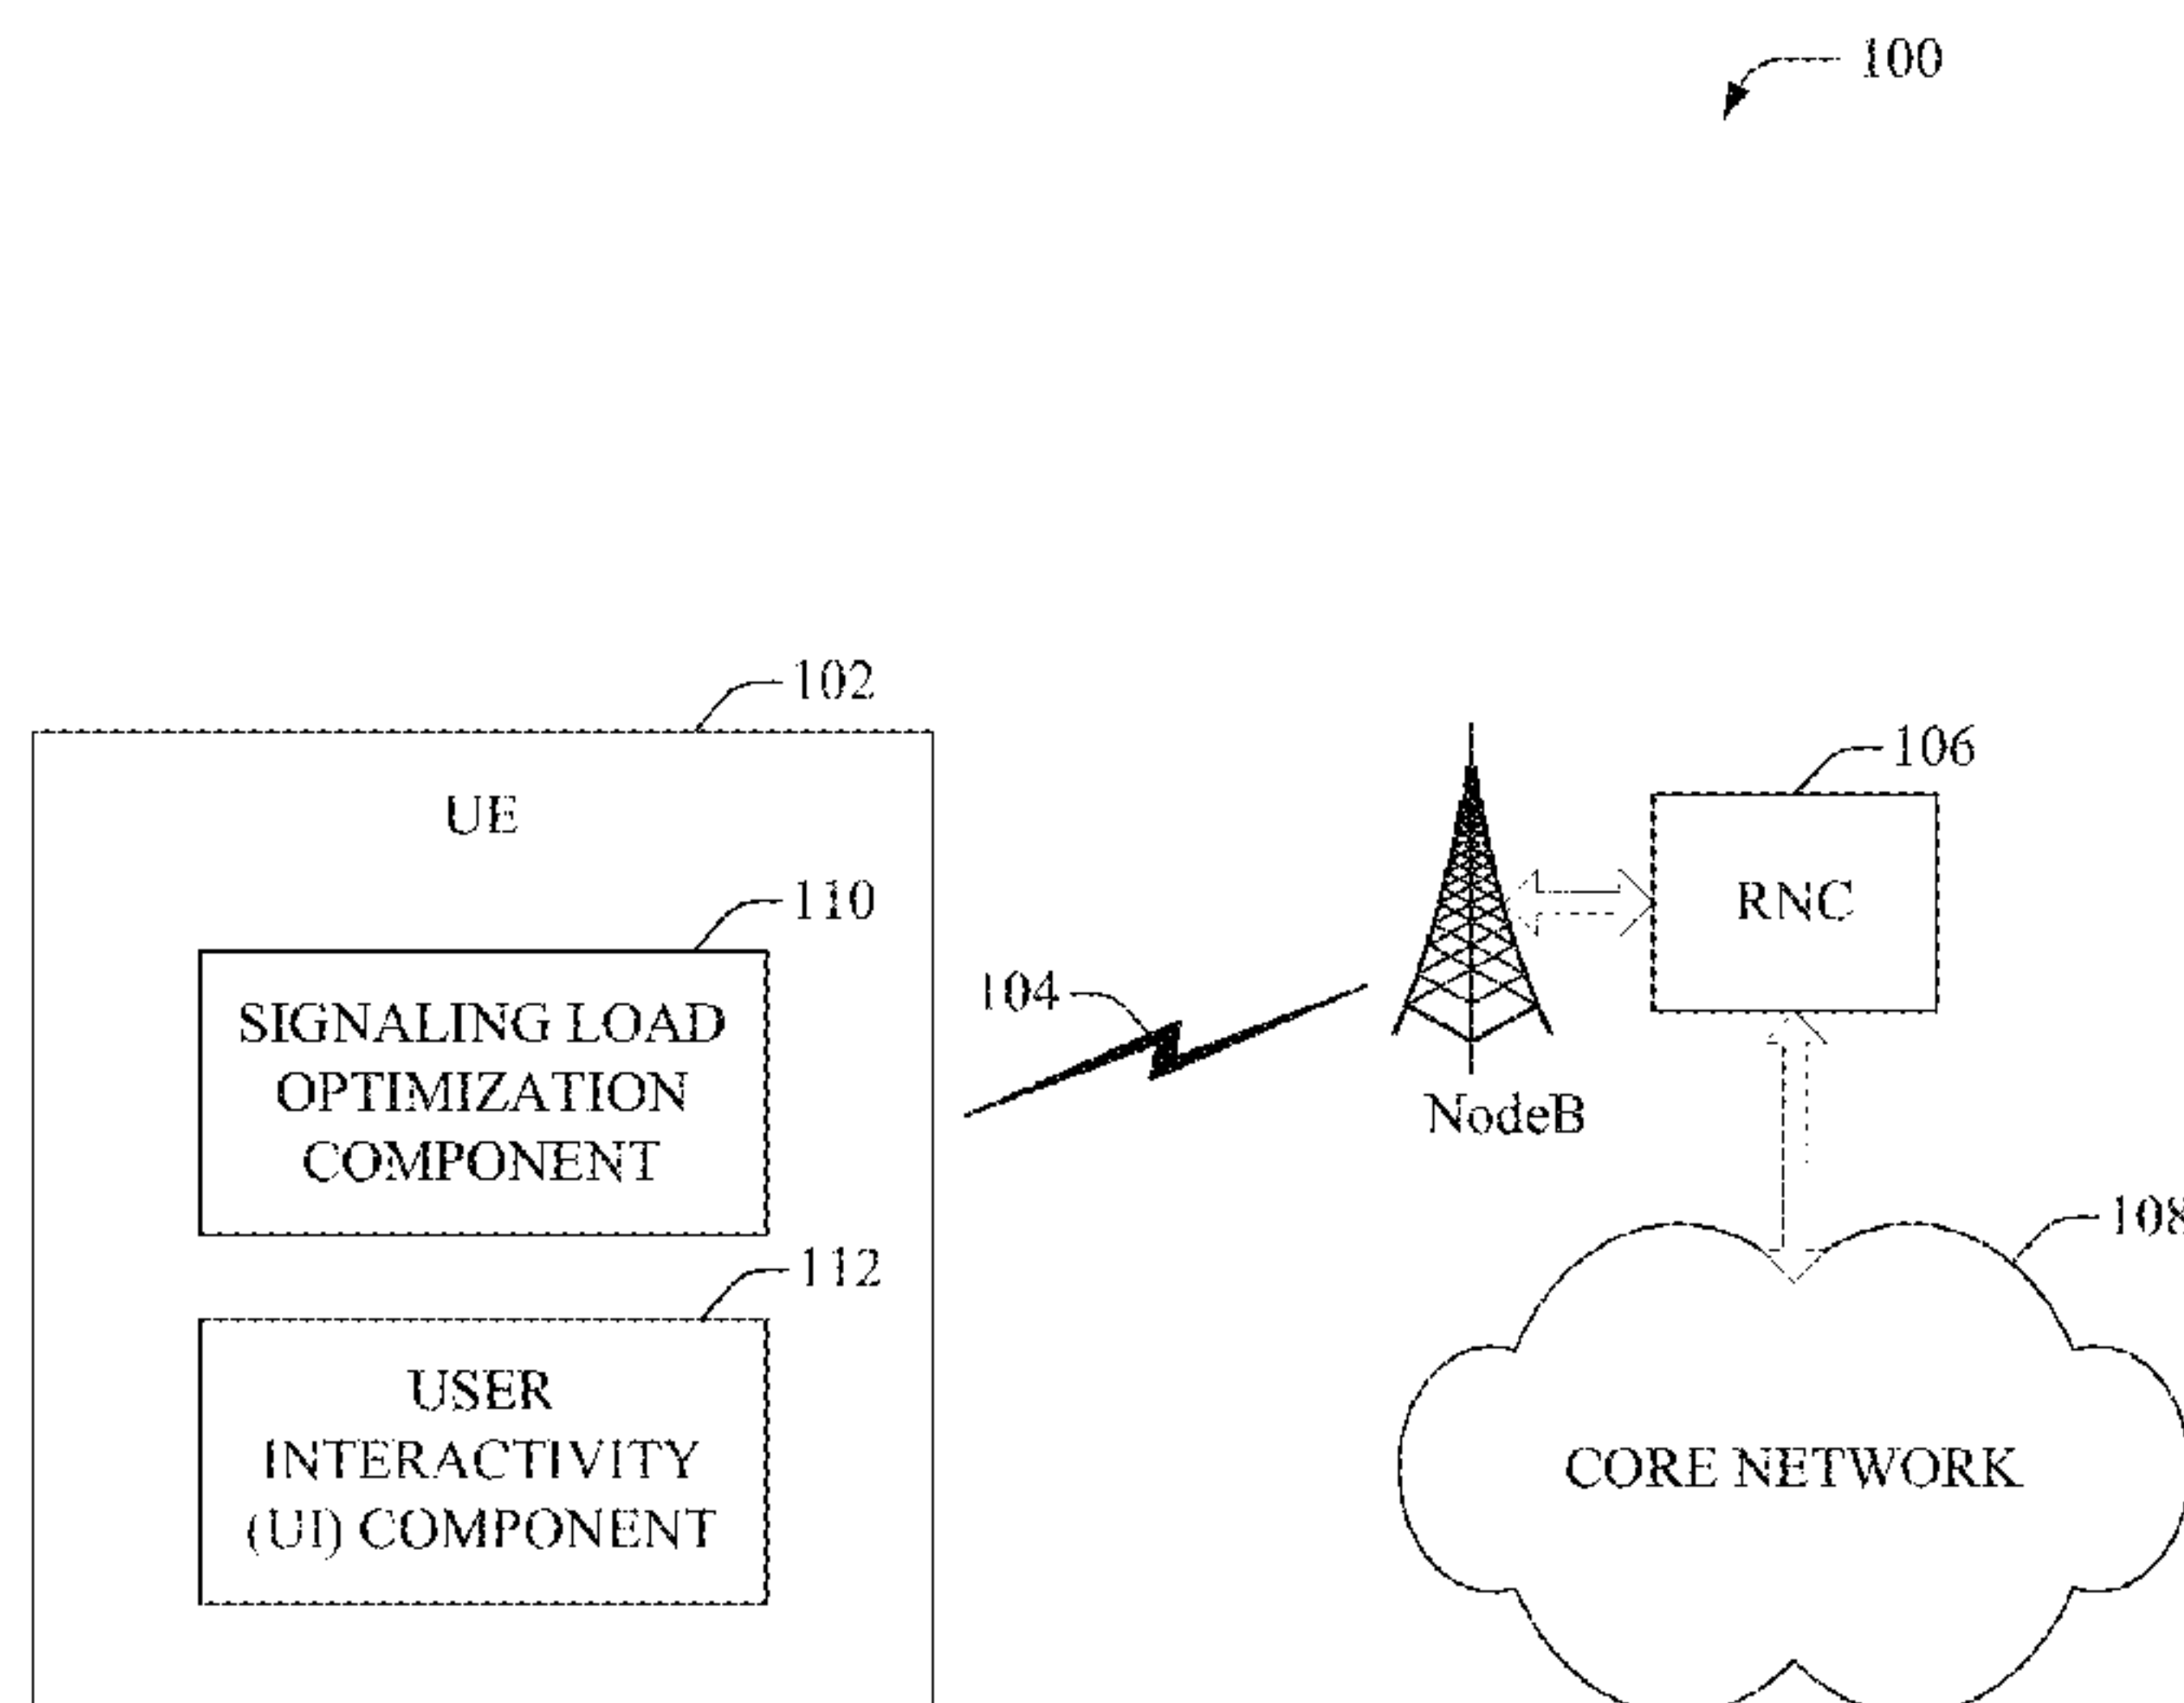 100
102
UE
106
RNC
110
SIGNALING LOAD
OPTIMIZATION
COMPONENT
104
NodeB
108
112
USER
INTERACTIVITY
(UI) COMPONENT
CORE NETWORK